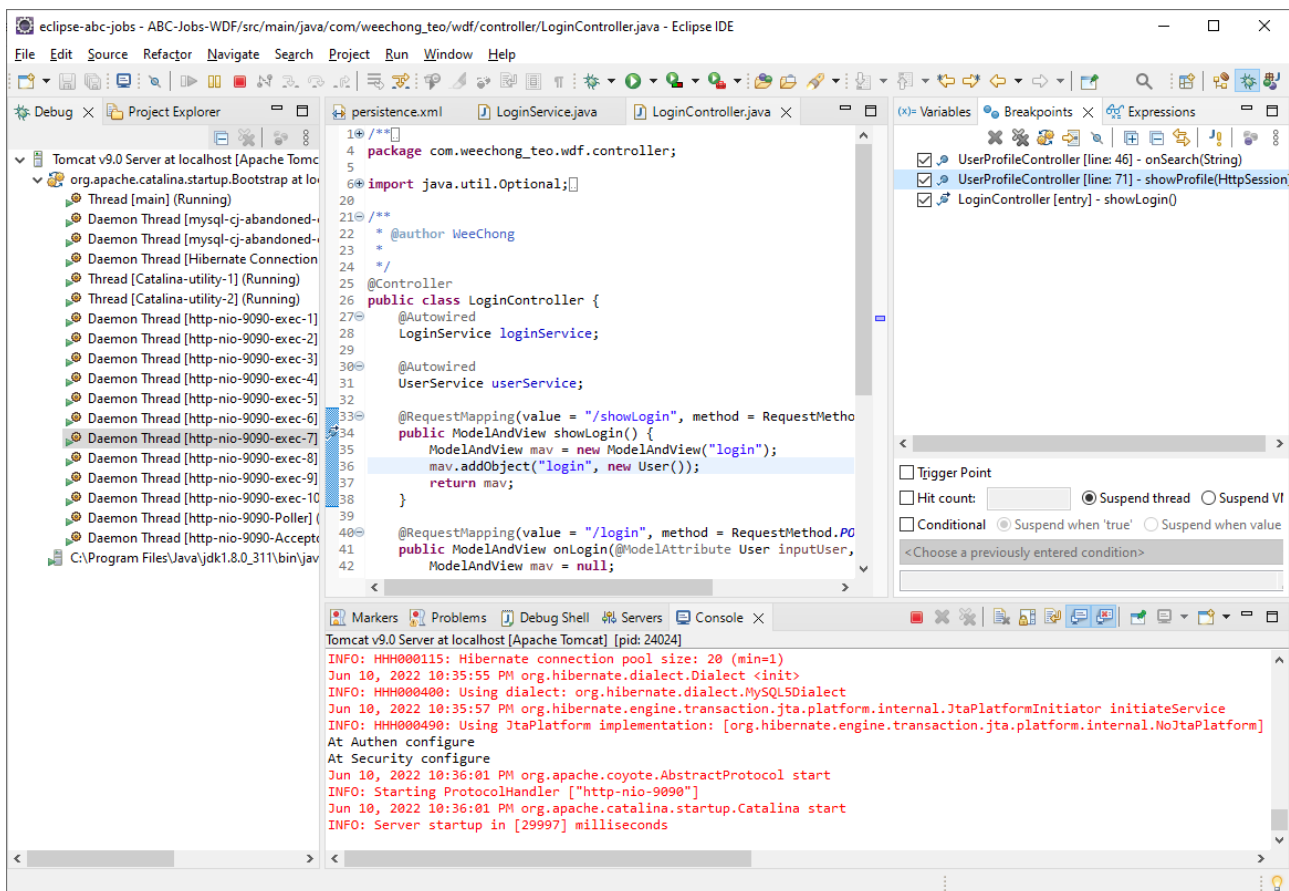 eclipse-abc-jobs - ABC-Jobs-WDF/src/main/java/com/weechong_teo/wdf/controller/LoginController.java - Eclipse IDE
File Edit Source Refactor Navigate Search Project Run Window Help
Debug Project Explorer
Tomcat v9.0 Server at localhost [Apache Tomc
org.apache.catalina.startup.Bootstrap at lo
Thread [main] (Running)
Daemon Thread [mysql-cj-abandoned-
Daemon Thread [mysql-cj-abandoned-
Daemon Thread [Hibernate Connection
Thread [Catalina-utility-1] (Running)
Thread [Catalina-utility-2] (Running)
Daemon Thread [http-nio-9090-exec-1]
Daemon Thread [http-nio-9090-exec-2]
Daemon Thread [http-nio-9090-exec-3]
Daemon Thread [http-nio-9090-exec-4]
Daemon Thread [http-nio-9090-exec-5]
Daemon Thread [http-nio-9090-exec-6]
Daemon Thread [http-nio-9090-exec-7]
Daemon Thread [http-nio-9090-exec-8]
Daemon Thread [http-nio-9090-exec-9]
Daemon Thread [http-nio-9090-exec-10
Daemon Thread [http-nio-9090-Poller] (
Daemon Thread [http-nio-9090-Accepto
C:\Program Files\Java\jdk1.8.0_311\bin\jav
persistence.xml LoginService.java LoginController.java
1 /**
4 package com.weechong_teo.wdf.controller;
5
6 import java.util.Optional;
20
21 /**
22 * @author WeeChong
23 *
24 */
25 @Controller
26 public class LoginController {
27 @Autowired
28 LoginService loginService;
29
30 @Autowired
31 UserService userService;
32
33 @RequestMapping(value = "/showLogin", method = RequestMetho
34 public ModelAndView showLogin() {
35 ModelAndView mav = new ModelAndView("login");
36 mav.addObject("login", new User());
37 return mav;
38 }
39
40 @RequestMapping(value = "/login", method = RequestMethod.PO
41 public ModelAndView onLogin(@ModelAttribute User inputUser,
42 ModelAndView mav = null;
(x)= Variables Breakpoints Expressions
UserProfileController [line: 46] - onSearch(String)
UserProfileController [line: 71] - showProfile(HttpSession)
LoginController [entry] - showLogin()
Trigger Point
Hit count: Suspend thread Suspend VM
Conditional Suspend when 'true' Suspend when value
<Choose a previously entered condition>
Markers Problems Debug Shell Servers Console
Tomcat v9.0 Server at localhost [Apache Tomcat] [pid: 24024]
INFO: HHH000115: Hibernate connection pool size: 20 (min=1)
Jun 10, 2022 10:35:55 PM org.hibernate.dialect.Dialect <init>
INFO: HHH000400: Using dialect: org.hibernate.dialect.MySQL5Dialect
Jun 10, 2022 10:35:57 PM org.hibernate.engine.transaction.jta.platform.internal.JtaPlatformInitiator initiateService
INFO: HHH000490: Using JtaPlatform implementation: [org.hibernate.engine.transaction.jta.platform.internal.NoJtaPlatform]
At Authen configure
At Security configure
Jun 10, 2022 10:36:01 PM org.apache.coyote.AbstractProtocol start
INFO: Starting ProtocolHandler ["http-nio-9090"]
Jun 10, 2022 10:36:01 PM org.apache.catalina.startup.Catalina start
INFO: Server startup in [29997] milliseconds